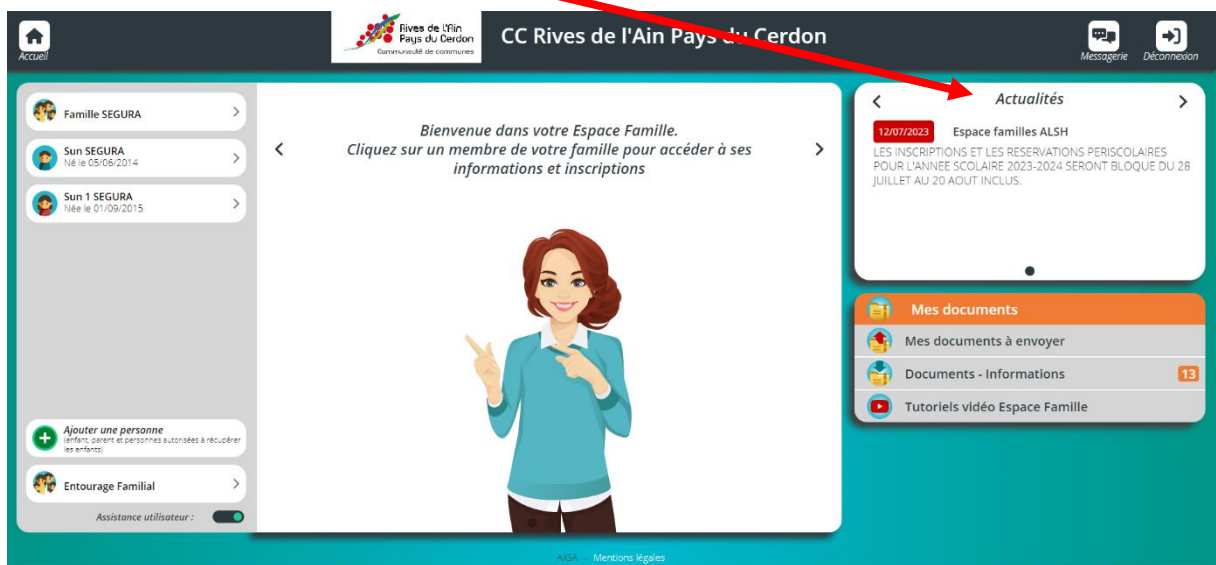 Accueil
Rives de l'Ain
Pays du Cerdon
Communauté de communes
CC Rives de l'Ain Pays du Cerdon
Messagerie
Déconnexion
Famille SEGURA
Sun SEGURA
Né le 05/06/2014
Sun 1 SEGURA
Née le 01/09/2015
Ajouter une personne
(enfant, parent et personnes autorisées à récupérer
les enfants)
Entourage Familial
Assistance utilisateur :
Bienvenue dans votre Espace Famille.
Cliquez sur un membre de votre famille pour accéder à ses
informations et inscriptions
Actualités
12/07/2023 Espace familles ALSH
LES INSCRIPTIONS ET LES RESERVATIONS PERISCOLAIRES
POUR L'ANNEE SCOLAIRE 2023-2024 SERONT BLOQUE DU 28
JUILLET AU 20 AOUT INCLUS.
Mes documents
Mes documents à envoyer
Documents - Informations 13
Tutoriels vidéo Espace Famille
AIGA - Mentions légales